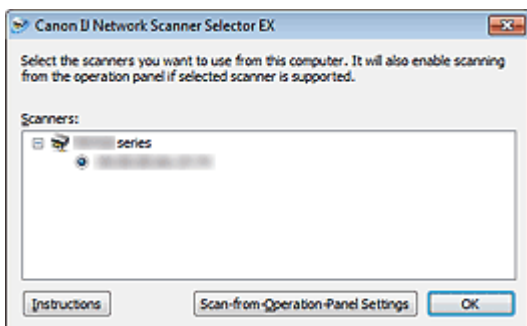 Canon IJ Network Scanner Selector EX
Select the scanners you want to use from this computer. It will also enable scanning
from the operation panel if selected scanner is supported.
Scanners:
series
Instructions
Scan-from-Operation-Panel Settings
OK